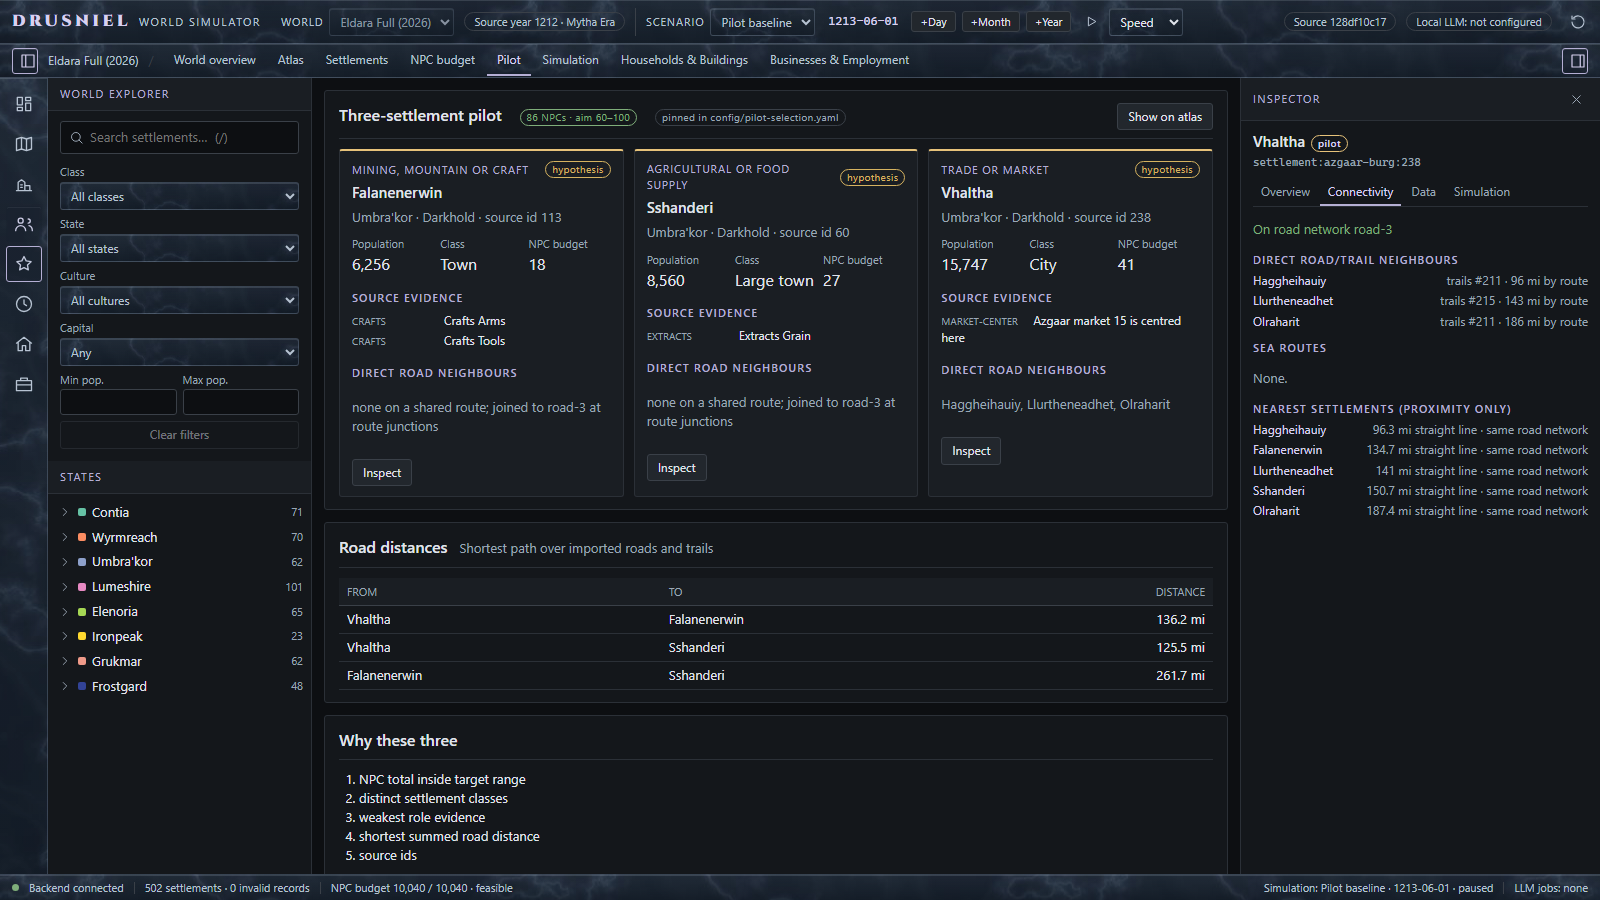 DRUSNIEL WORLD SIMULATOR WORLD Eldara Full (2026) Source year 1212 · Mytha Era SCENARIO Pilot baseline 1213-06-01 +Day +Month +Year Speed Source 128df10c17 Local LLM: not configured
Eldara Full (2026) / World overview Atlas Settlements NPC budget Pilot Simulation Households & Buildings Businesses & Employment
WORLD EXPLORER
Search settlements... (/)
Class
All classes
State
All states
Culture
All cultures
Capital
Any
Min pop. Max pop.
Clear filters
STATES
Contia 71
Wyrmreach 70
Umbra'kor 62
Lumeshire 101
Elenoria 65
Ironpeak 23
Grukmar 62
Frostgard 48
Three-settlement pilot 86 NPCs · aim 60–100 pinned in config/pilot-selection.yaml Show on atlas
MINING, MOUNTAIN OR CRAFT hypothesis
Falanenerwin
Umbra'kor · Darkhold · source id 113
Population Class NPC budget
6,256 Town 18
SOURCE EVIDENCE
CRAFTS Crafts Arms
CRAFTS Crafts Tools
DIRECT ROAD NEIGHBOURS
none on a shared route; joined to road-3 at
route junctions
Inspect
AGRICULTURAL OR FOOD
SUPPLY hypothesis
Sshanderi
Umbra'kor · Darkhold · source id 60
Population Class NPC budget
8,560 Large town 27
SOURCE EVIDENCE
EXTRACTS Extracts Grain
DIRECT ROAD NEIGHBOURS
none on a shared route; joined to road-3 at
route junctions
Inspect
TRADE OR MARKET hypothesis
Vhaltha
Umbra'kor · Darkhold · source id 238
Population Class NPC budget
15,747 City 41
SOURCE EVIDENCE
MARKET-CENTER Azgaar market 15 is centred
here
DIRECT ROAD NEIGHBOURS
Haggheihauiy, Llurtheneadhet, Olraharit
Inspect
Road distances Shortest path over imported roads and trails
FROM TO DISTANCE
Vhaltha Falanenerwin 136.2 mi
Vhaltha Sshanderi 125.5 mi
Falanenerwin Sshanderi 261.7 mi
Why these three
1. NPC total inside target range
2. distinct settlement classes
3. weakest role evidence
4. shortest summed road distance
5. source ids
INSPECTOR
Vhaltha pilot
settlement:azgaar-burg:238
Overview Connectivity Data Simulation
On road network road-3
DIRECT ROAD/TRAIL NEIGHBOURS
Haggheihauiy trails #211 · 96 mi by route
Llurtheneadhet trails #215 · 143 mi by route
Olraharit trails #211 · 186 mi by route
SEA ROUTES
None.
NEAREST SETTLEMENTS (PROXIMITY ONLY)
Haggheihauiy 96.3 mi straight line · same road network
Falanenerwin 134.7 mi straight line · same road network
Llurtheneadhet 141 mi straight line · same road network
Sshanderi 150.7 mi straight line · same road network
Olraharit 187.4 mi straight line · same road network
Backend connected 502 settlements · 0 invalid records NPC budget 10,040 / 10,040 · feasible Simulation: Pilot baseline · 1213-06-01 · paused LLM jobs: none